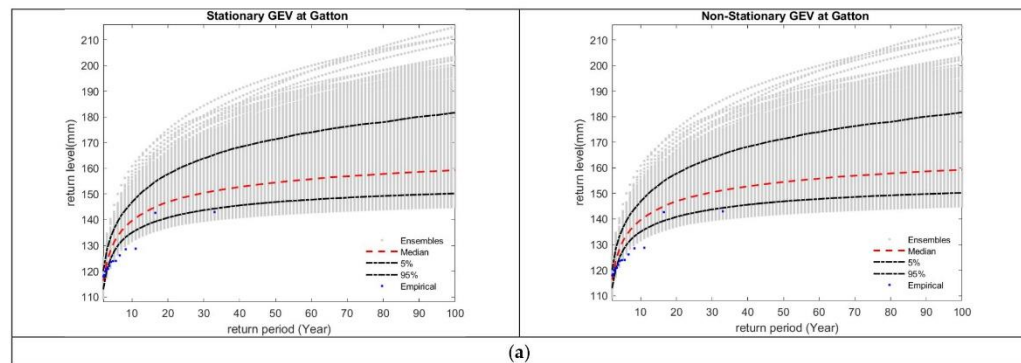 Stationary GEV at Gatton
210
200
190
180
170
160
150
140
130
120
110
return level(mm)
10 20 30 40 50 60 70 80 90 100
return period (Year)
Ensembles
Median
5%
95%
Empirical
Non-Stationary GEV at Gatton
210
200
190
180
170
160
150
140
130
120
110
return level(mm)
10 20 30 40 50 60 70 80 90 100
return period (Year)
Ensembles
Median
5%
95%
Empirical
(a)